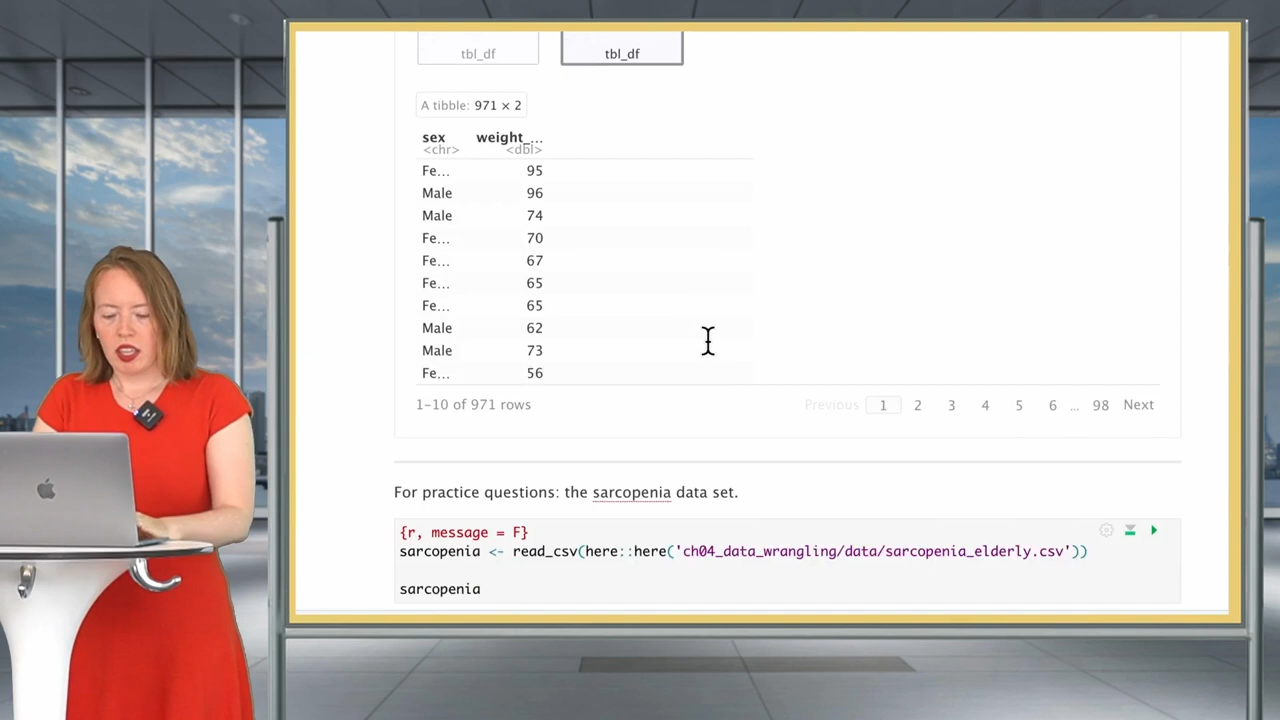 tbl_df tbl_df
A tibble: 971 × 2
sex weight_...
<chr> <dbl>
Fe... 95
Male 96
Male 74
Fe... 70
Fe... 67
Fe... 65
Fe... 65
Male 62
Male 73
Fe... 56
1–10 of 971 rows Previous 1 2 3 4 5 6 ... 98 Next
For practice questions: the sarcopenia data set.
{r, message = F}
sarcopenia <- read_csv(here::here('ch04_data_wrangling/data/sarcopenia_elderly.csv'))
sarcopenia